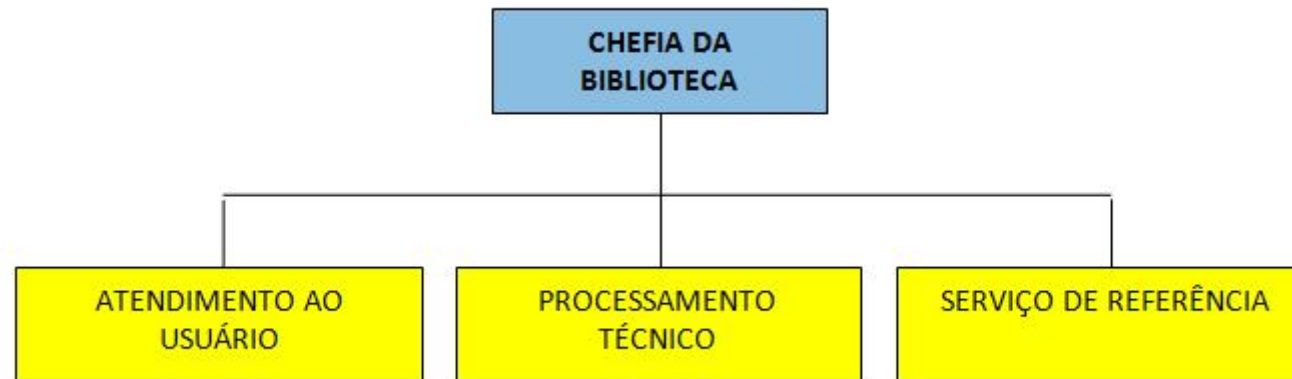 CHEFIA DA
BIBLIOTECA
ATENDIMENTO AO
USUÁRIO
PROCESSAMENTO
TÉCNICO
SERVIÇO DE REFERÊNCIA